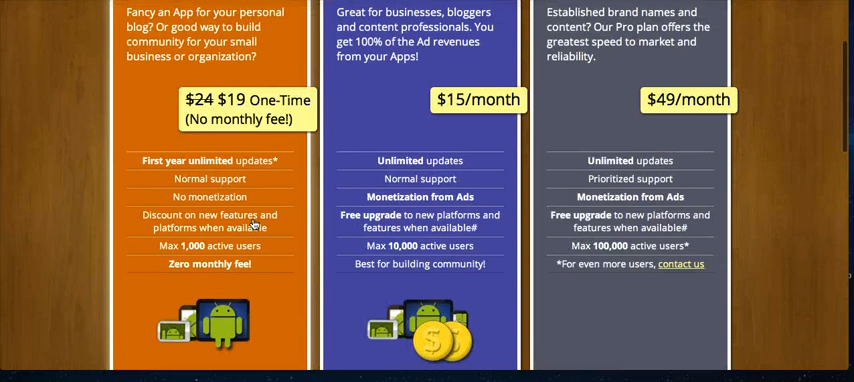 Fancy an App for your personal
blog? Or good way to build
community for your small
business or organization?
$24 $19 One-Time
(No monthly fee!)
First year unlimited updates*
Normal support
No monetization
Discount on new features and
platforms when available
Max 1,000 active users
Zero monthly fee!
Great for businesses, bloggers
and content professionals. You
get 100% of the Ad revenues
from your Apps!
$15/month
Unlimited updates
Normal support
Monetization from Ads
Free upgrade to new platforms and
features when available#
Max 10,000 active users
Best for building community!
Established brand names and
content? Our Pro plan offers the
greatest speed to market and
reliability.
$49/month
Unlimited updates
Prioritized support
Monetization from Ads
Free upgrade to new platforms and
features when available#
Max 100,000 active users*
*For even more users, contact us